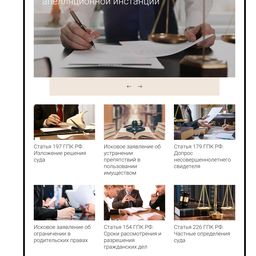 апелляционной инстанции
Статья 197 ГПК РФ.
Изложение решения
суда
Исковое заявление об
устранении
препятствий в
пользовании
имуществом
Статья 179 ГПК РФ.
Допрос
несовершеннолетнего
свидетеля
Исковое заявление об
ограничении в
родительских правах
Статья 154 ГПК РФ.
Сроки рассмотрения и
разрешения
гражданских дел
Статья 226 ГПК РФ.
Частные определения
суда